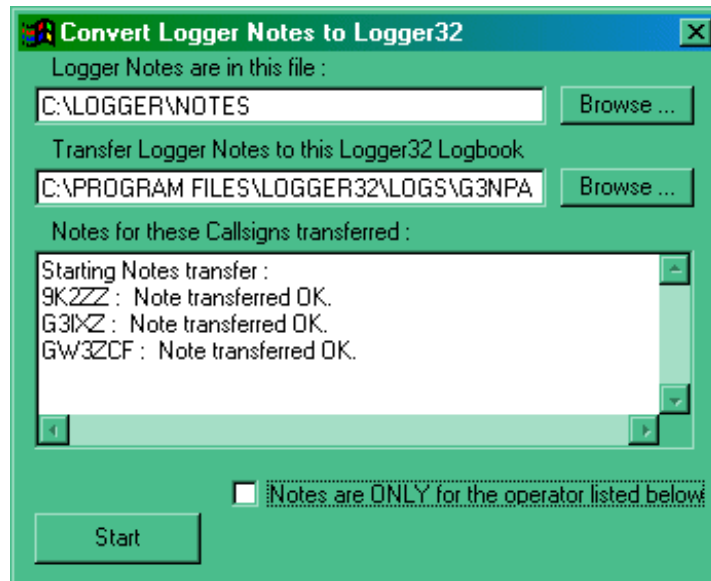 Convert Logger Notes to Logger32
Logger Notes are in this file :
C:\LOGGER\NOTES
Browse ...
Transfer Logger Notes to this Logger32 Logbook
C:\PROGRAM FILES\LOGGER32\LOGS\G3NPA
Browse ...
Notes for these Callsigns transferred :
Starting Notes transfer :
9K2ZZ : Note transferred OK.
G3IXZ : Note transferred OK.
GW3ZCF : Note transferred OK.
Notes are ONLY for the operator listed below
Start